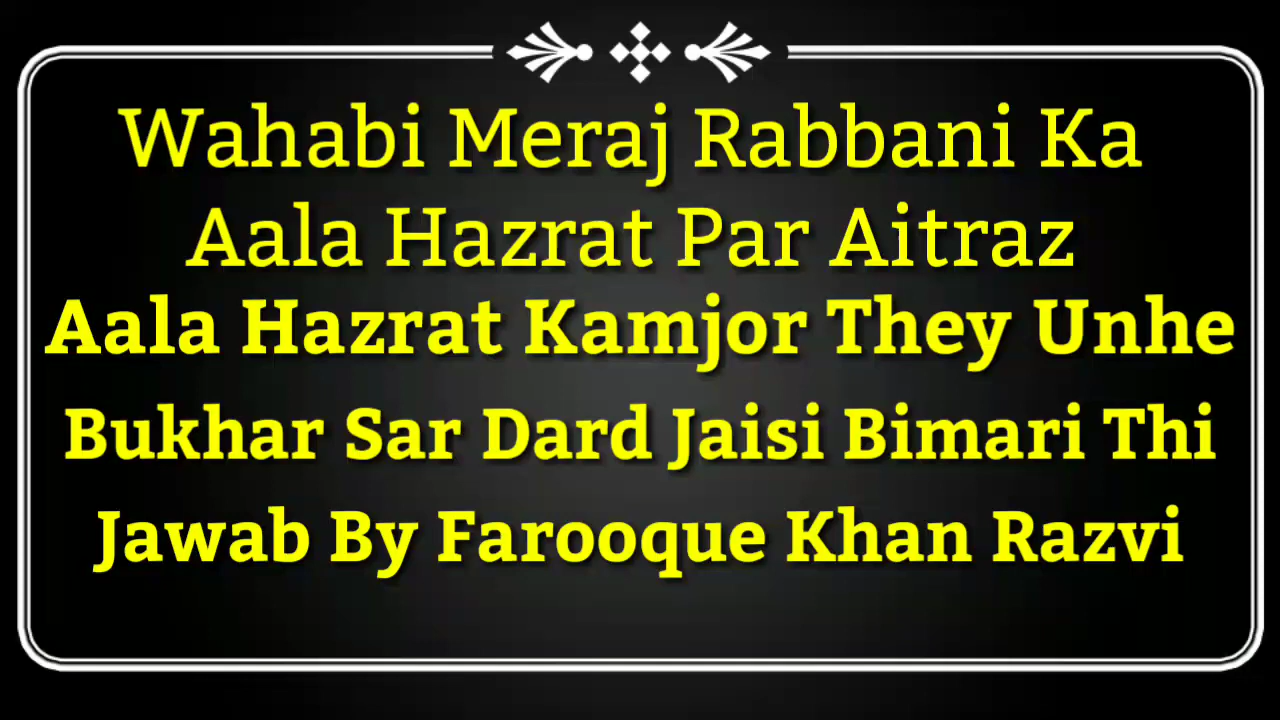 Wahabi Meraj Rabbani Ka
Aala Hazrat Par Aitraz
Aala Hazrat Kamjor They Unhe
Bukhar Sar Dard Jaisi Bimari Thi
Jawab By Farooque Khan Razvi